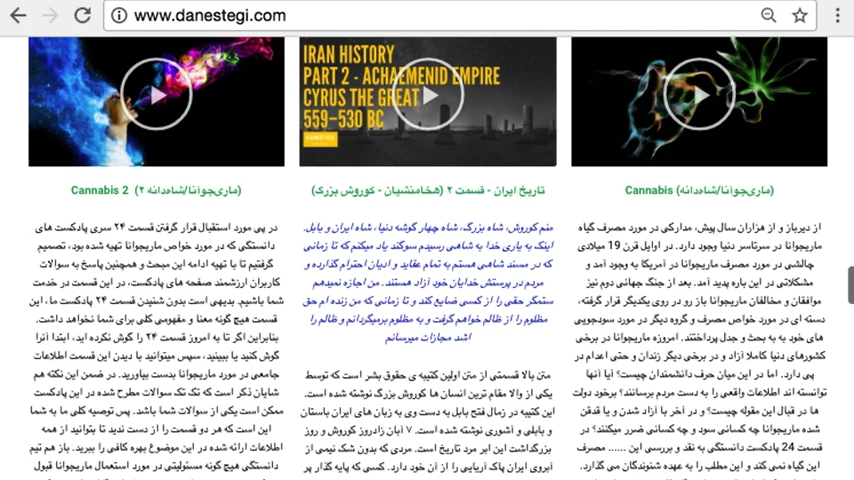 www.danestegi.com
IRAN HISTORY
PART 2 - ACHAEMENID EMPIRE
CYRUS THE GREAT
559–530 BC
DANESTEGI
Cannabis 2 (ماری‌جوآنا/شاه‌دانه ۲)
در پی مورد استقبال قرار گرفتن قسمت ۲۴ سری پادکست های
دانستگی که در مورد خواص ماریجوانا تهیه شده بود، تصمیم
گرفتیم تا با تهیه ادامه این مبحث و همچنین پاسخ به سوالات
کاربران ارزشمند صفحه های پادکست، در این قسمت در خدمت
شما باشیم. بدیهی است بدون شنیدن قسمت ۲۴ پادکست ما ، این
قسمت هیچ گونه معنا و مفهومی کلی برای شما نخواهد داشت.
بنابراین اگر تا به امروز قسمت ۲۴ را گوش نکرده اید، ابتدا آنرا
گوش کنید یا ببینید، سپس میتوانید با دیدن این قسمت اطلاعات
جامعی در مورد ماریجوانا بدست بیاورید. در ضمن این نکته هم
شایان ذکر است که تک تک سوالات مطرح شده در این پادکست
ممکن است یکی از سوالات شما باشد. پس توصیه کلی ما به شما
این است که هر دو قسمت را از دست ندید تا بتوانید از همه
اطلاعات ارائه شده در این موضوع بهره کافی را ببرید. باز هم تیم
دانستگی هیچ گونه مسئولیتی در مورد استعمال ماریجوانا قبول
تاریخ ایران - قسمت ۲ (هخامنشیان - کوروش بزرگ)
منم کوروش، شاه بزرگ، شاه چهار گوشه دنیا، شاه ایران و بابل.
اینک به یاری خدا به شاهی رسیدم سوگند یاد میکنم که تا زمانی
که در مسند شاهی هستم به تمام عقاید و ادیان احترام گذارده و
مردم در پرستش خدایان خود آزاد هستند. من اجازه نمیدهم
ستمگر حقی را از کسی ضایع کند و تا زمانی که من زنده ام حق
مظلوم را از ظالم خواهم گرفت و به مظلوم برمیگردانم و ظالم را
اشد مجازات میرسانم
متن بالا قسمتی از متن اولین کتیبه ی حقوق بشر است که توسط
یکی از والا مقام ترین انسان ها کوروش بزرگ نوشته شده است.
این کتیبه در زمال فتح بابل به دست وی به زبان های ایران باستان
و بابلی و آشوری نوشته شده است. ۷ آبان زادروز کوروش و روز
بزرگداشت این ابر مرد تاریخ است. مردی که بدون شک نیمی از
آبروی ایران پاک آریایی را از آن خود دارد. کسی که پایه گذار پر
Cannabis (ماری‌جوآنا/شاه‌دانه)
از دیرباز و از هزاران سال پیش، مدارکی در مورد مصرف گیاه
ماریجوانا در سرتاسر دنیا وجود دارد. در اوایل قرن 19 میلادی
چالشی در مورد مصرف ماریجوانا در آمریکا به وجود آمد و
مشکلاتی در این باره پدید آمد. بعد از جنگ جهانی دوم نیز
موافقان و مخالفان ماریجوانا باز رو در روی یکدیگر قرار گرفته،
دسته ای در مورد خواص مصرف و گروه دیگر در مورد سودجویی
های خود به به بحث و جدل پرداختند. امروزه ماریجوانا در برخی
کشورهای دنیا کاملا آزاد و در برخی دیگر زندان و حتی اعدام در
پی دارد. اما در این میان حرف دانشمندان چیست؟ آیا آنها
توانسته اند اطلاعات واقعی را به دست مردم برسانند؟ برخود دولت
ها در قبال این مقوله چیست؟ و در آخر با آزاد شدن و یا قدقن
شده ماریجوانا چه کسانی سود و چه کسانی ضرر میکنند؟ در
قسمت 24 پادکست دانستگی به نقد و بررسی این ...... مصرف
این گیاه نمی کند و این مطلب را به عهده شنوندگان می گذارد.